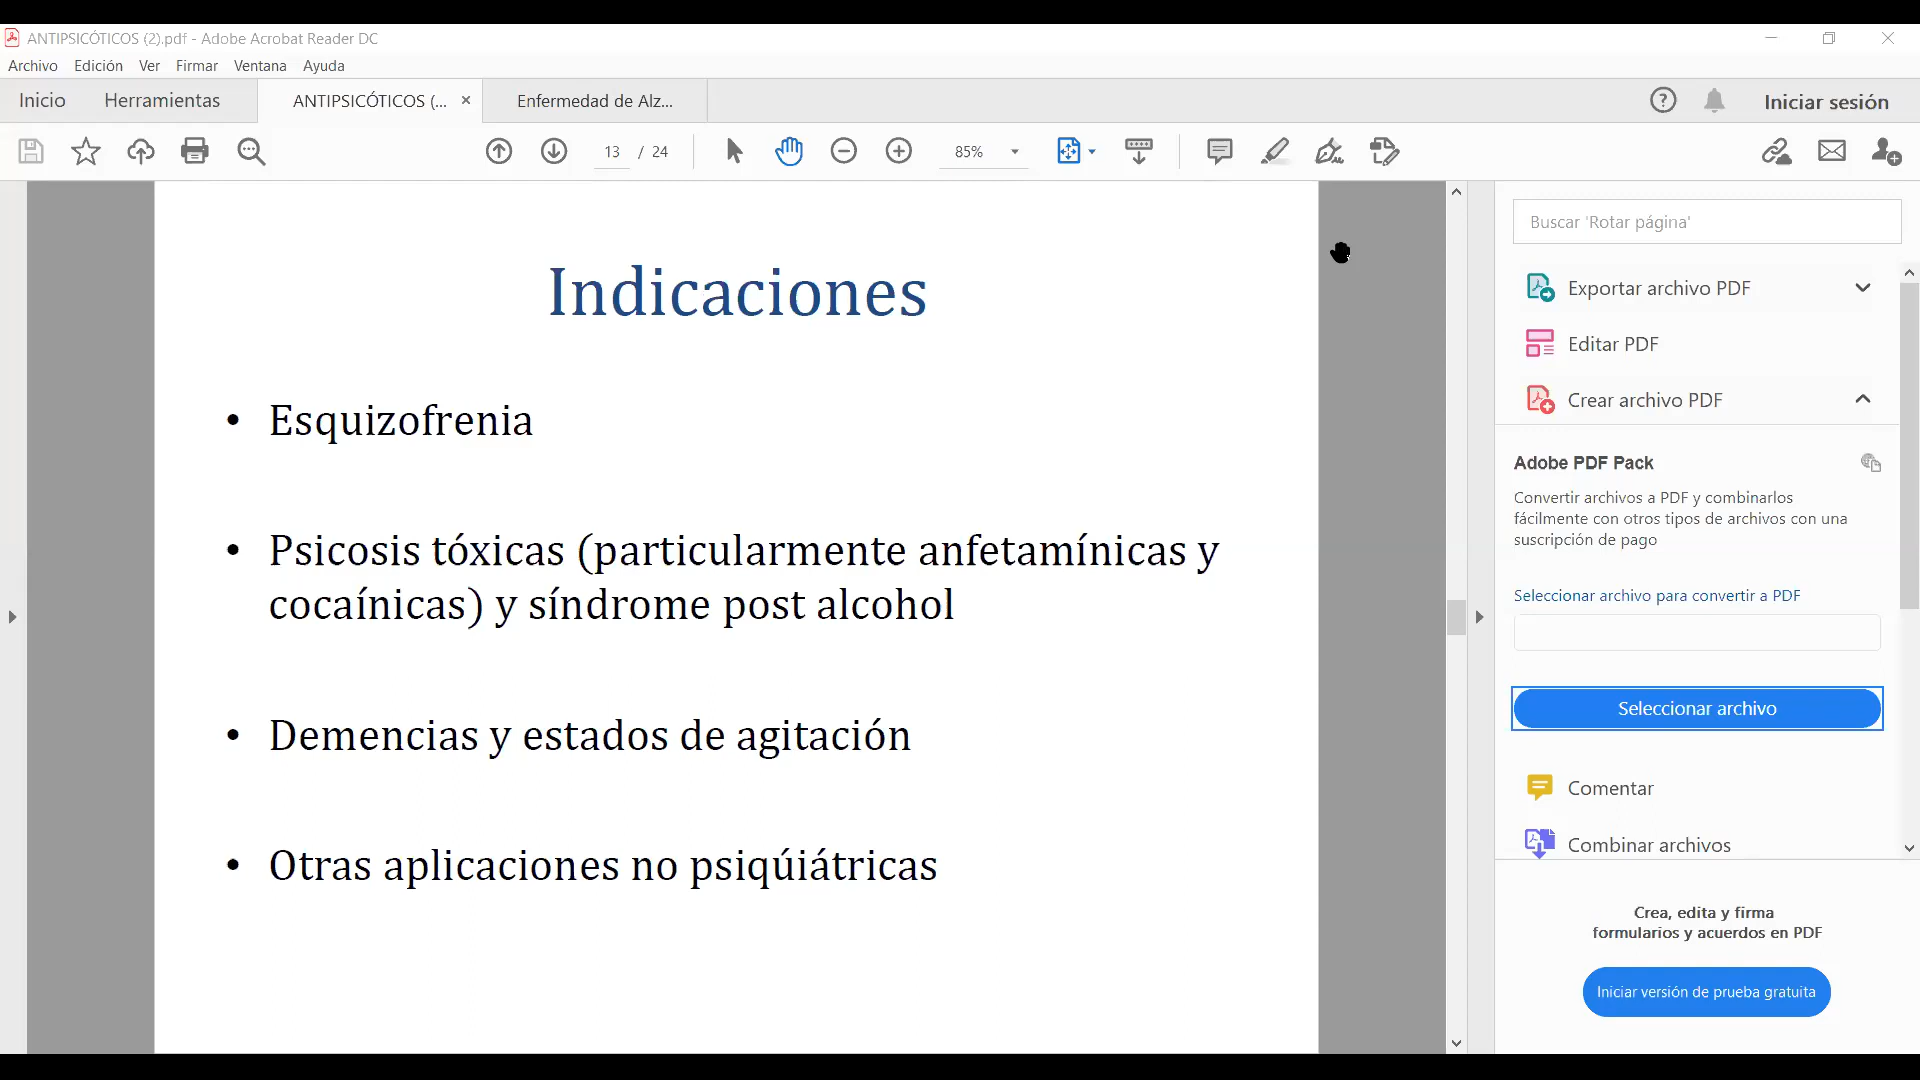 ANTIPSICÓTICOS (2).pdf - Adobe Acrobat Reader DC
Archivo Edición Ver Firmar Ventana Ayuda
Inicio Herramientas ANTIPSICÓTICOS (... × Enfermedad de Alz... Iniciar sesión
13 / 24 85%
Buscar 'Rotar página'
Exportar archivo PDF
Editar PDF
Crear archivo PDF
Adobe PDF Pack
Convertir archivos a PDF y combinarlos
fácilmente con otros tipos de archivos con una
suscripción de pago
Seleccionar archivo para convertir a PDF
Seleccionar archivo
Comentar
Combinar archivos
Crea, edita y firma
formularios y acuerdos en PDF
Iniciar versión de prueba gratuita
Indicaciones
• Esquizofrenia
• Psicosis tóxicas (particularmente anfetamínicas y
cocaínicas) y síndrome post alcohol
• Demencias y estados de agitación
• Otras aplicaciones no psiqúiátricas